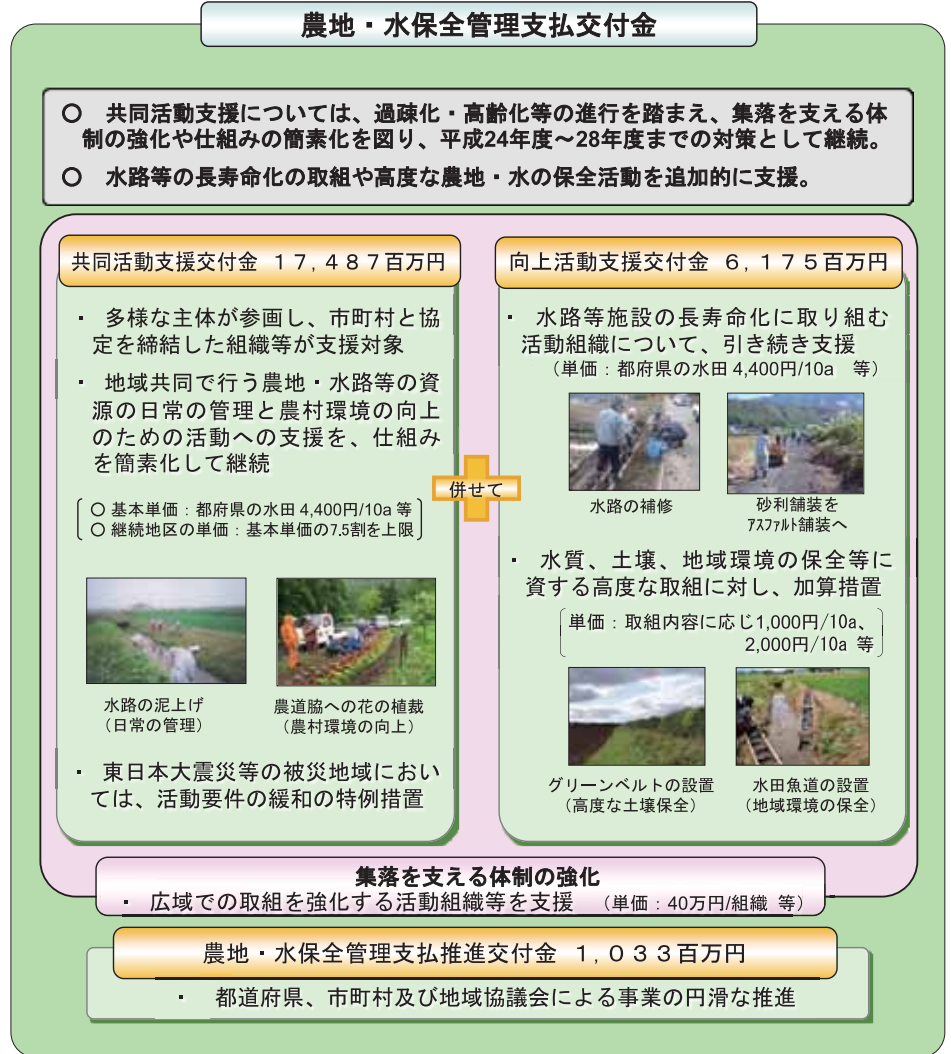 農地・水保全管理支払交付金
○　共同活動支援については、過疎化・高齢化等の進行を踏まえ、集落を支える体
制の強化や仕組みの簡素化を図り、平成24年度～28年度までの対策として継続。
○　水路等の長寿命化の取組や高度な農地・水の保全活動を追加的に支援。
共同活動支援交付金　１７,４８７百万円
・　多様な主体が参画し、市町村と協
定を締結した組織等が支援対象
・　地域共同で行う農地・水路等の資
源の日常の管理と農村環境の向上
のための活動への支援を、仕組み
を簡素化して継続
○ 基本単価：都府県の水田 4,400円/10a 等
○ 継続地区の単価：基本単価の7.5割を上限
水路の泥上げ
（日常の管理）
農道脇への花の植裁
（農村環境の向上）
・　東日本大震災等の被災地域におい
ては、活動要件の緩和の特例措置
併せて
向上活動支援交付金　６,１７５百万円
・　水路等施設の長寿命化に取り組む
活動組織について、引き続き支援
（単価：都府県の水田 4,400円/10a　等）
水路の補修
砂利舗装を
ｱｽﾌｧﾙﾄ舗装へ
・　水質、土壌、地域環境の保全等に
資する高度な取組に対し、加算措置
単価：取組内容に応じ1,000円/10a、
2,000円/10a 等
グリーンベルトの設置
（高度な土壌保全）
水田魚道の設置
（地域環境の保全）
集落を支える体制の強化
・　広域での取組を強化する活動組織等を支援　（単価：40万円/組織 等）
農地・水保全管理支払推進交付金　１,０３３百万円
・　都道府県、市町村及び地域協議会による事業の円滑な推進